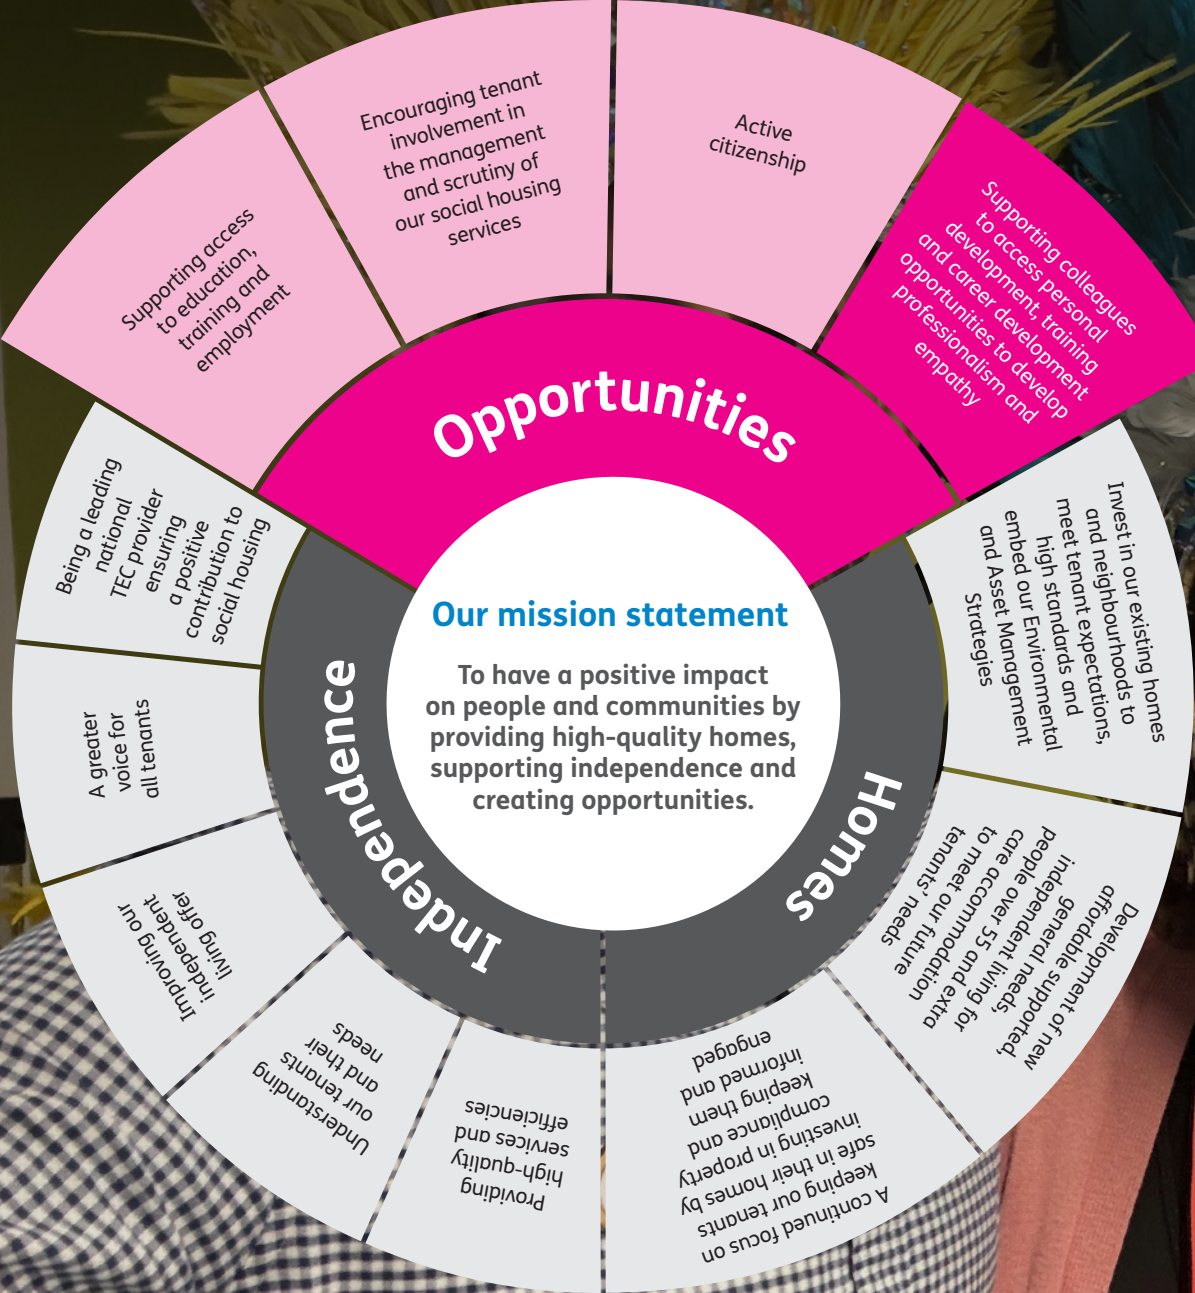 Our mission statement
To have a positive impact
on people and communities by
providing high-quality homes,
supporting independence and
creating opportunities.
Opportunities
Supporting access
to education,
training and
employment
Encouraging tenant
involvement in
the management
and scrutiny of
our social housing
services
Active
citizenship
Supporting colleagues
to access personal
development, training
and career development
opportunities to develop
professionalism and
empathy
Homes
Invest in our existing homes
and neighbourhoods to
meet tenant expectations,
high standards and
embed our Environmental
and Asset Management
Strategies
Development of new
affordable supported,
general needs,
independent living for
people over 55 and extra
care accommodation
to meet our future
tenants' needs
A continued focus on
keeping our tenants
safe in their homes by
investing in property
compliance and
keeping them
informed and
engaged
Independence
Providing
high-quality
services and
efficiencies
Understanding
our tenants
and their
needs
Improving our
independent
living offer
A greater
voice for
all tenants
Being a leading
national
TEC provider
ensuring
a positive
contribution to
social housing